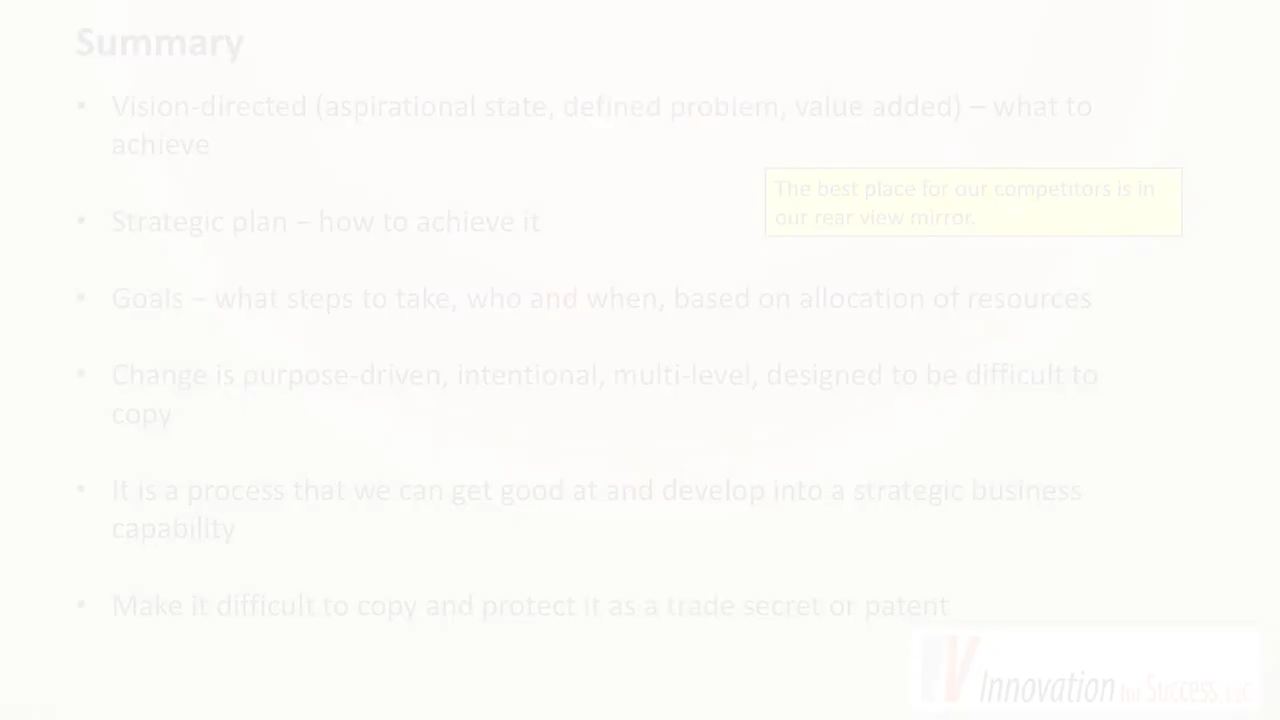 Summary
• Vision-directed (aspirational state, defined problem, value added) – what to
achieve
The best place for our competitors is in
our rear view mirror.
• Strategic plan – how to achieve it
• Goals – what steps to take, who and when, based on allocation of resources
• Change is purpose-driven, intentional, multi-level, designed to be difficult to
copy
• It is a process that we can get good at and develop into a strategic business
capability
• Make it difficult to copy and protect it as a trade secret or patent
Innovation for Success, LLC